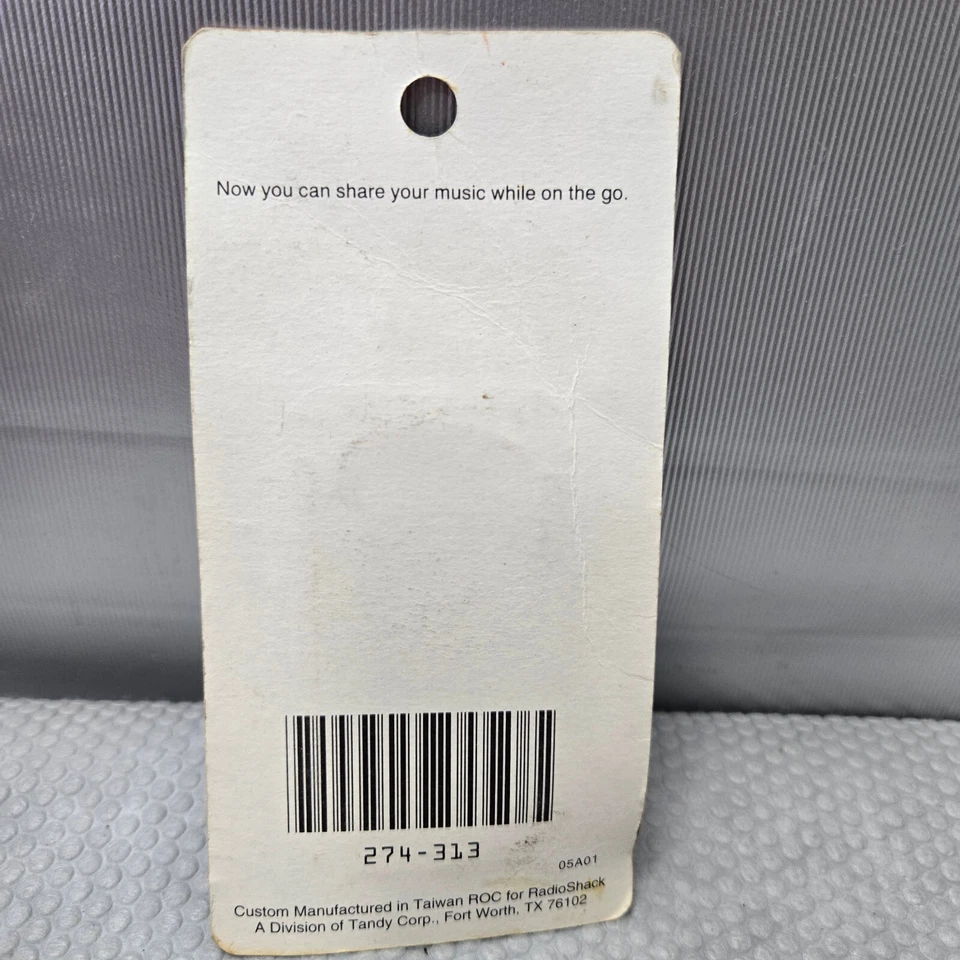 Now you can share your music while on the go.
274-313
05A01
Custom Manufactured in Taiwan ROC for RadioShack
A Division of Tandy Corp., Fort Worth, TX 76102